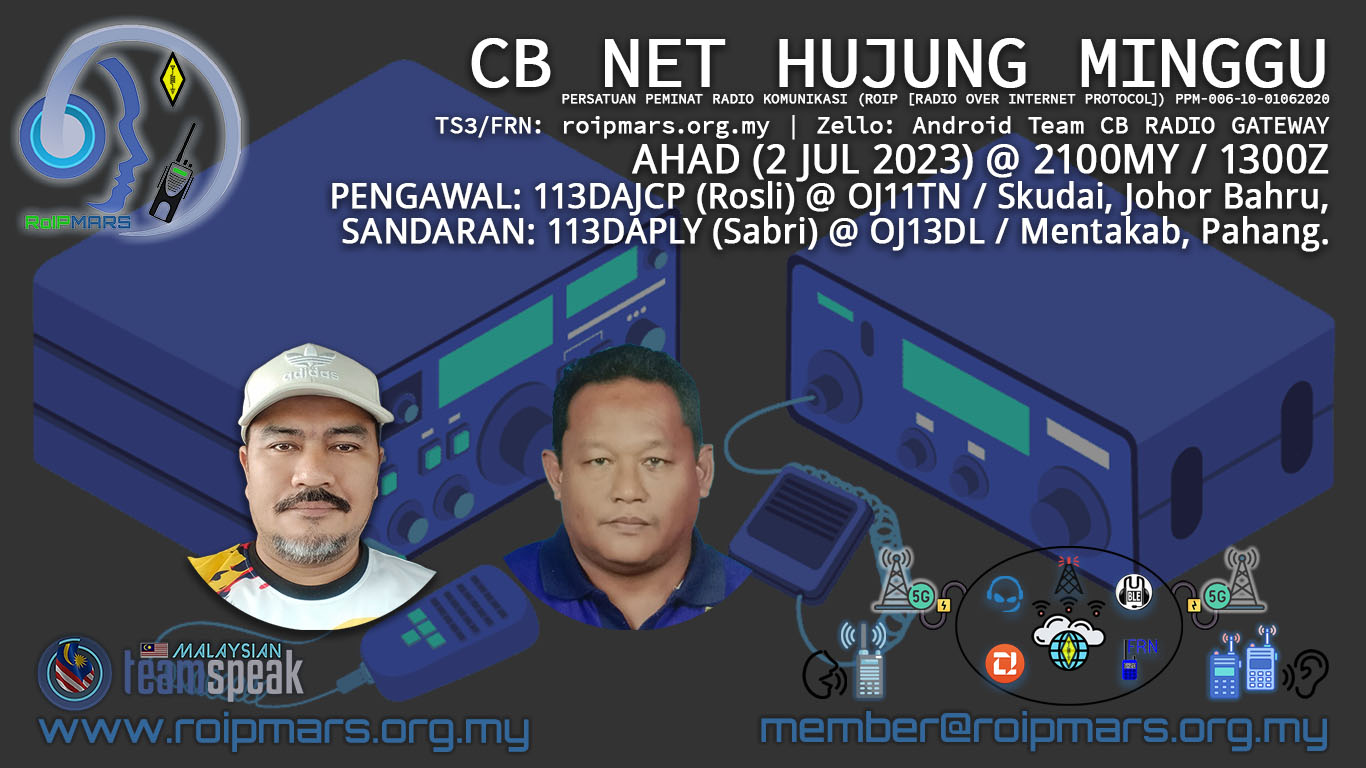 CB NET HUJUNG MINGGU
PERSATUAN PEMINAT RADIO KOMUNIKASI (ROIP [RADIO OVER INTERNET PROTOCOL]) PPM-006-10-01062020
TS3/FRN: roipmars.org.my | Zello: Android Team CB RADIO GATEWAY
AHAD (2 JUL 2023) @ 2100MY / 1300Z
PENGAWAL: 113DAJCP (Rosli) @ OJ11TN / Skudai, Johor Bahru,
SANDARAN: 113DAPLY (Sabri) @ OJ13DL / Mentakab, Pahang.
RoIPMARS
adidas
5G
BLE
5G
FRN
MALAYSIAN
teamspeak
www.roipmars.org.my
member@roipmars.org.my